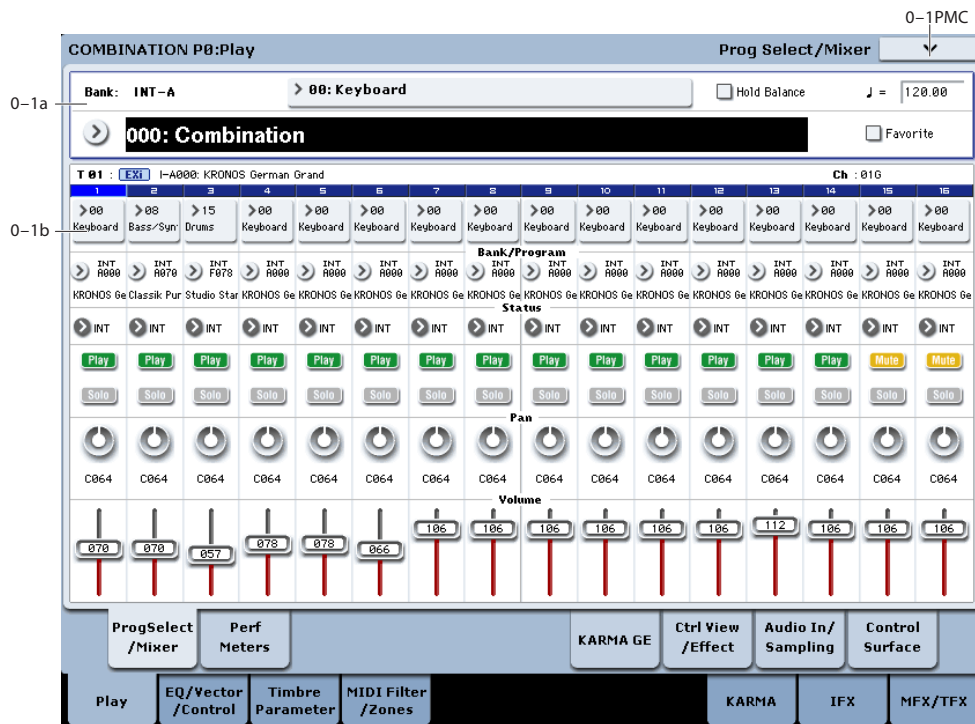 0–1PMC
COMBINATION P0:Play Prog Select/Mixer
0–1a
Bank: INT-A 00: Keyboard Hold Balance ♩ = 120.00
000: Combination Favorite
T 01 : EXi I-A000: KRONOS German Grand Ch :01G
1 2 3 4 5 6 7 8 9 10 11 12 13 14 15 16
0–1b
00 08 15 00 00 00 00 00 00 00 00 00 00 00 00 00
Keyboard Bass/Syn Drums Keyboard Keyboard Keyboard Keyboard Keyboard Keyboard Keyboard Keyboard Keyboard Keyboard Keyboard Keyboard Keyboard
Bank/Program
INT INT INT INT INT INT INT INT INT INT INT INT INT INT INT INT
A000 A070 F078 A000 A000 A000 A000 A000 A000 A000 A000 A000 A000 A000 A000 A000
KRONOS Ge Classik Pur Studio Star KRONOS Ge KRONOS Ge KRONOS Ge KRONOS Ge KRONOS Ge KRONOS Ge KRONOS Ge KRONOS Ge KRONOS Ge KRONOS Ge KRONOS Ge KRONOS Ge KRONOS Ge
Status
INT INT INT INT INT INT INT INT INT INT INT INT INT INT INT INT
Play Play Play Play Play Play Play Play Play Play Play Play Play Play Mute Mute
Solo Solo Solo Solo Solo Solo Solo Solo Solo Solo Solo Solo Solo Solo Solo Solo
Pan
C064 C064 C064 C064 C064 C064 C064 C064 C064 C064 C064 C064 C064 C064 C064 C064
Volume
070 070 057 078 078 066 106 106 106 106 106 106 112 106 106 106
ProgSelect
/Mixer
Perf
Meters
KARMA GE
Ctrl View
/Effect
Audio In/
Sampling
Control
Surface
Play
EQ/Vector
/Control
Timbre
Parameter
MIDI Filter
/Zones
KARMA
IFX
MFX/TFX